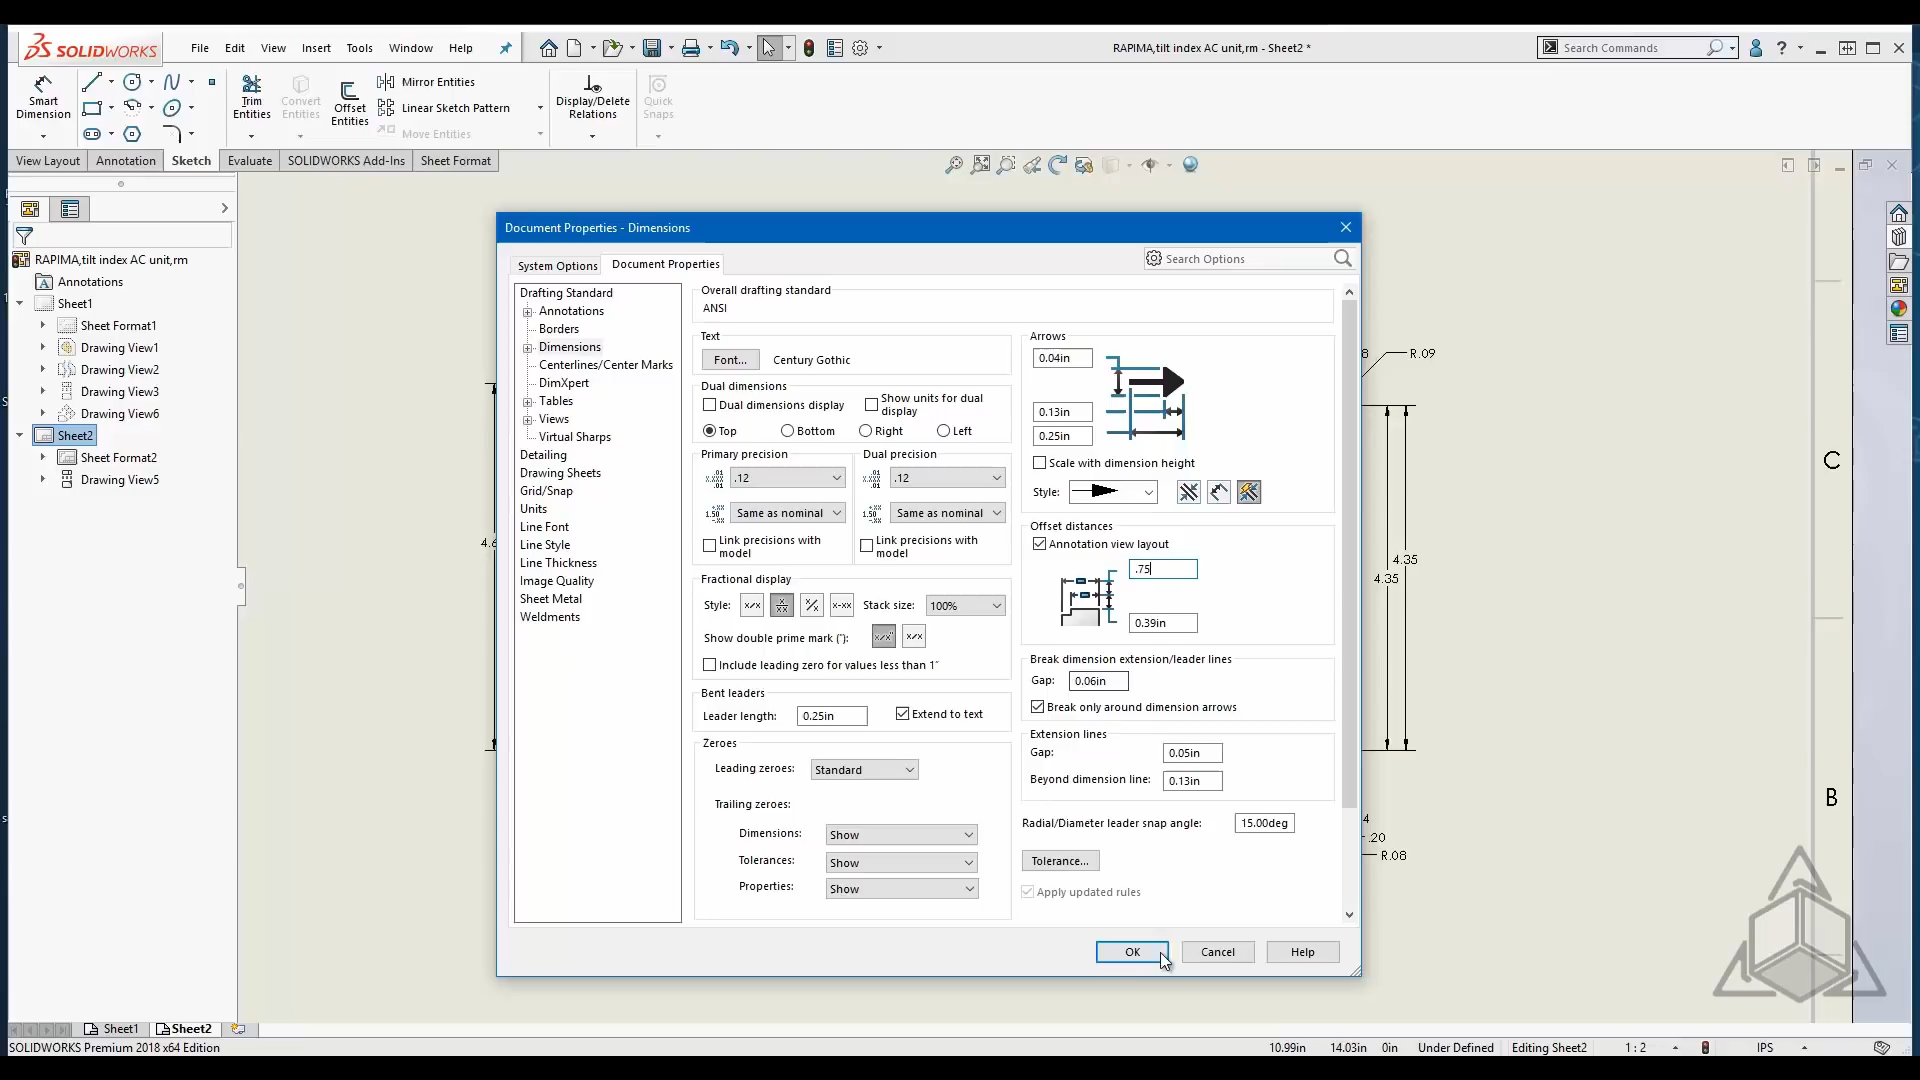 SOLIDWORKS
File Edit View Insert Tools Window Help
RAPIMA,tilt index AC unit,rm - Sheet2 *
Search Commands
?
Smart Dimension
Trim Entities
Convert Entities
Offset Entities
Mirror Entities
Linear Sketch Pattern
Move Entities
Display/Delete Relations
Quick Snaps
View Layout Annotation Sketch Evaluate SOLIDWORKS Add-Ins Sheet Format
RAPIMA,tilt index AC unit,rm
Annotations
Sheet1
Sheet Format1
Drawing View1
Drawing View2
Drawing View3
Drawing View6
Sheet2
Sheet Format2
Drawing View5
Document Properties - Dimensions
System Options Document Properties
Search Options
Drafting Standard
Annotations
Borders
Dimensions
Centerlines/Center Marks
DimXpert
Tables
Views
Virtual Sharps
Detailing
Drawing Sheets
Grid/Snap
Units
Line Font
Line Style
Line Thickness
Image Quality
Sheet Metal
Weldments
Overall drafting standard
ANSI
Text
Font... Century Gothic
Dual dimensions
Dual dimensions display
Show units for dual display
Top Bottom Right Left
Primary precision
.12
Same as nominal
Link precisions with model
Dual precision
.12
Same as nominal
Link precisions with model
Fractional display
Style: Stack size: 100%
Show double prime mark ("):
Include leading zero for values less than 1"
Bent leaders
Leader length: 0.25in Extend to text
Zeroes
Leading zeroes: Standard
Trailing zeroes:
Dimensions: Show
Tolerances: Show
Properties: Show
Arrows
0.04in
0.13in
0.25in
Scale with dimension height
Style:
Offset distances
Annotation view layout
.75
0.39in
Break dimension extension/leader lines
Gap: 0.06in
Break only around dimension arrows
Extension lines
Gap: 0.05in
Beyond dimension line: 0.13in
Radial/Diameter leader snap angle: 15.00deg
Tolerance...
Apply updated rules
OK Cancel Help
8
R.09
4.35
4.35
4.6
4
.20
R.08
C
B
Sheet1 Sheet2
SOLIDWORKS Premium 2018 x64 Edition
10.99in 14.03in 0in Under Defined Editing Sheet2 1 : 2 IPS